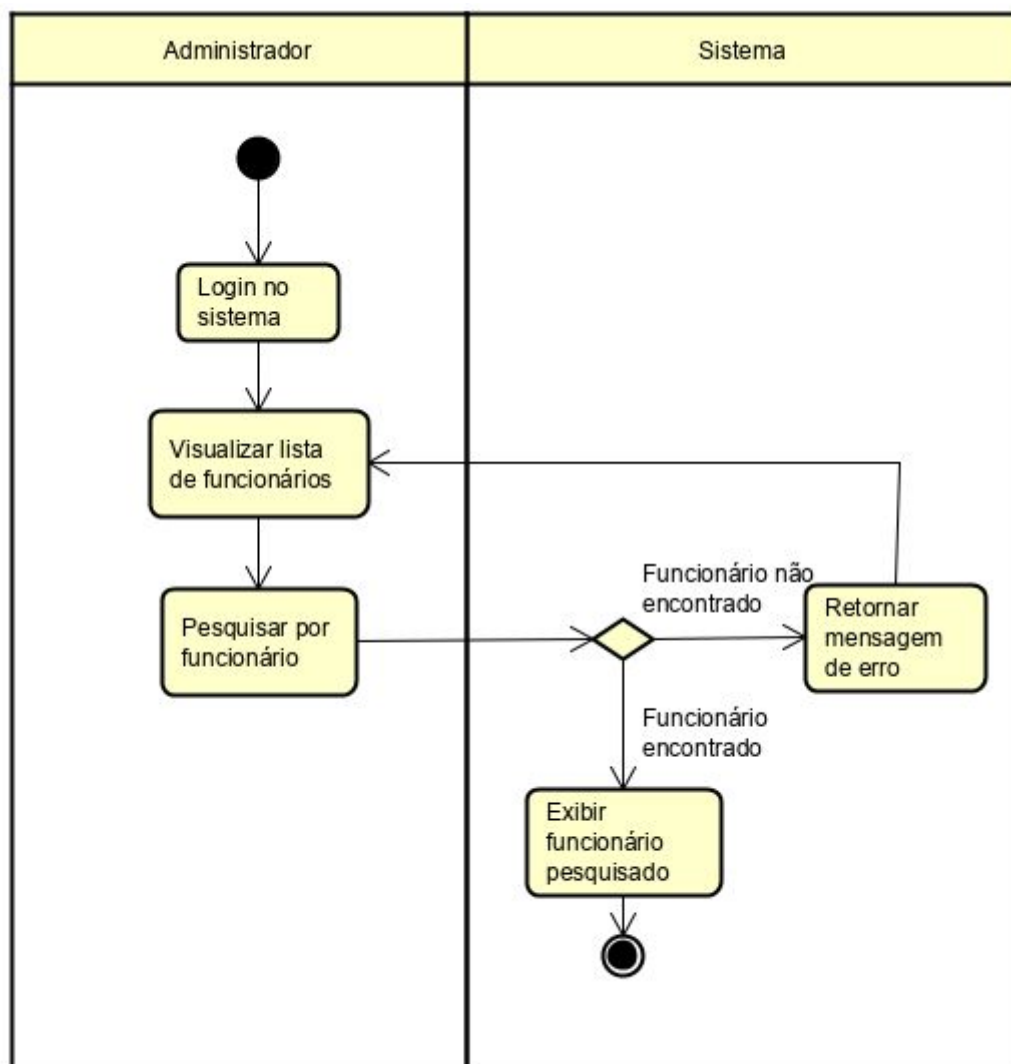 Administrador
Sistema
Login no
sistema
Visualizar lista
de funcionários
Pesquisar por
funcionário
Funcionário não
encontrado
Retornar
mensagem
de erro
Funcionário
encontrado
Exibir
funcionário
pesquisado